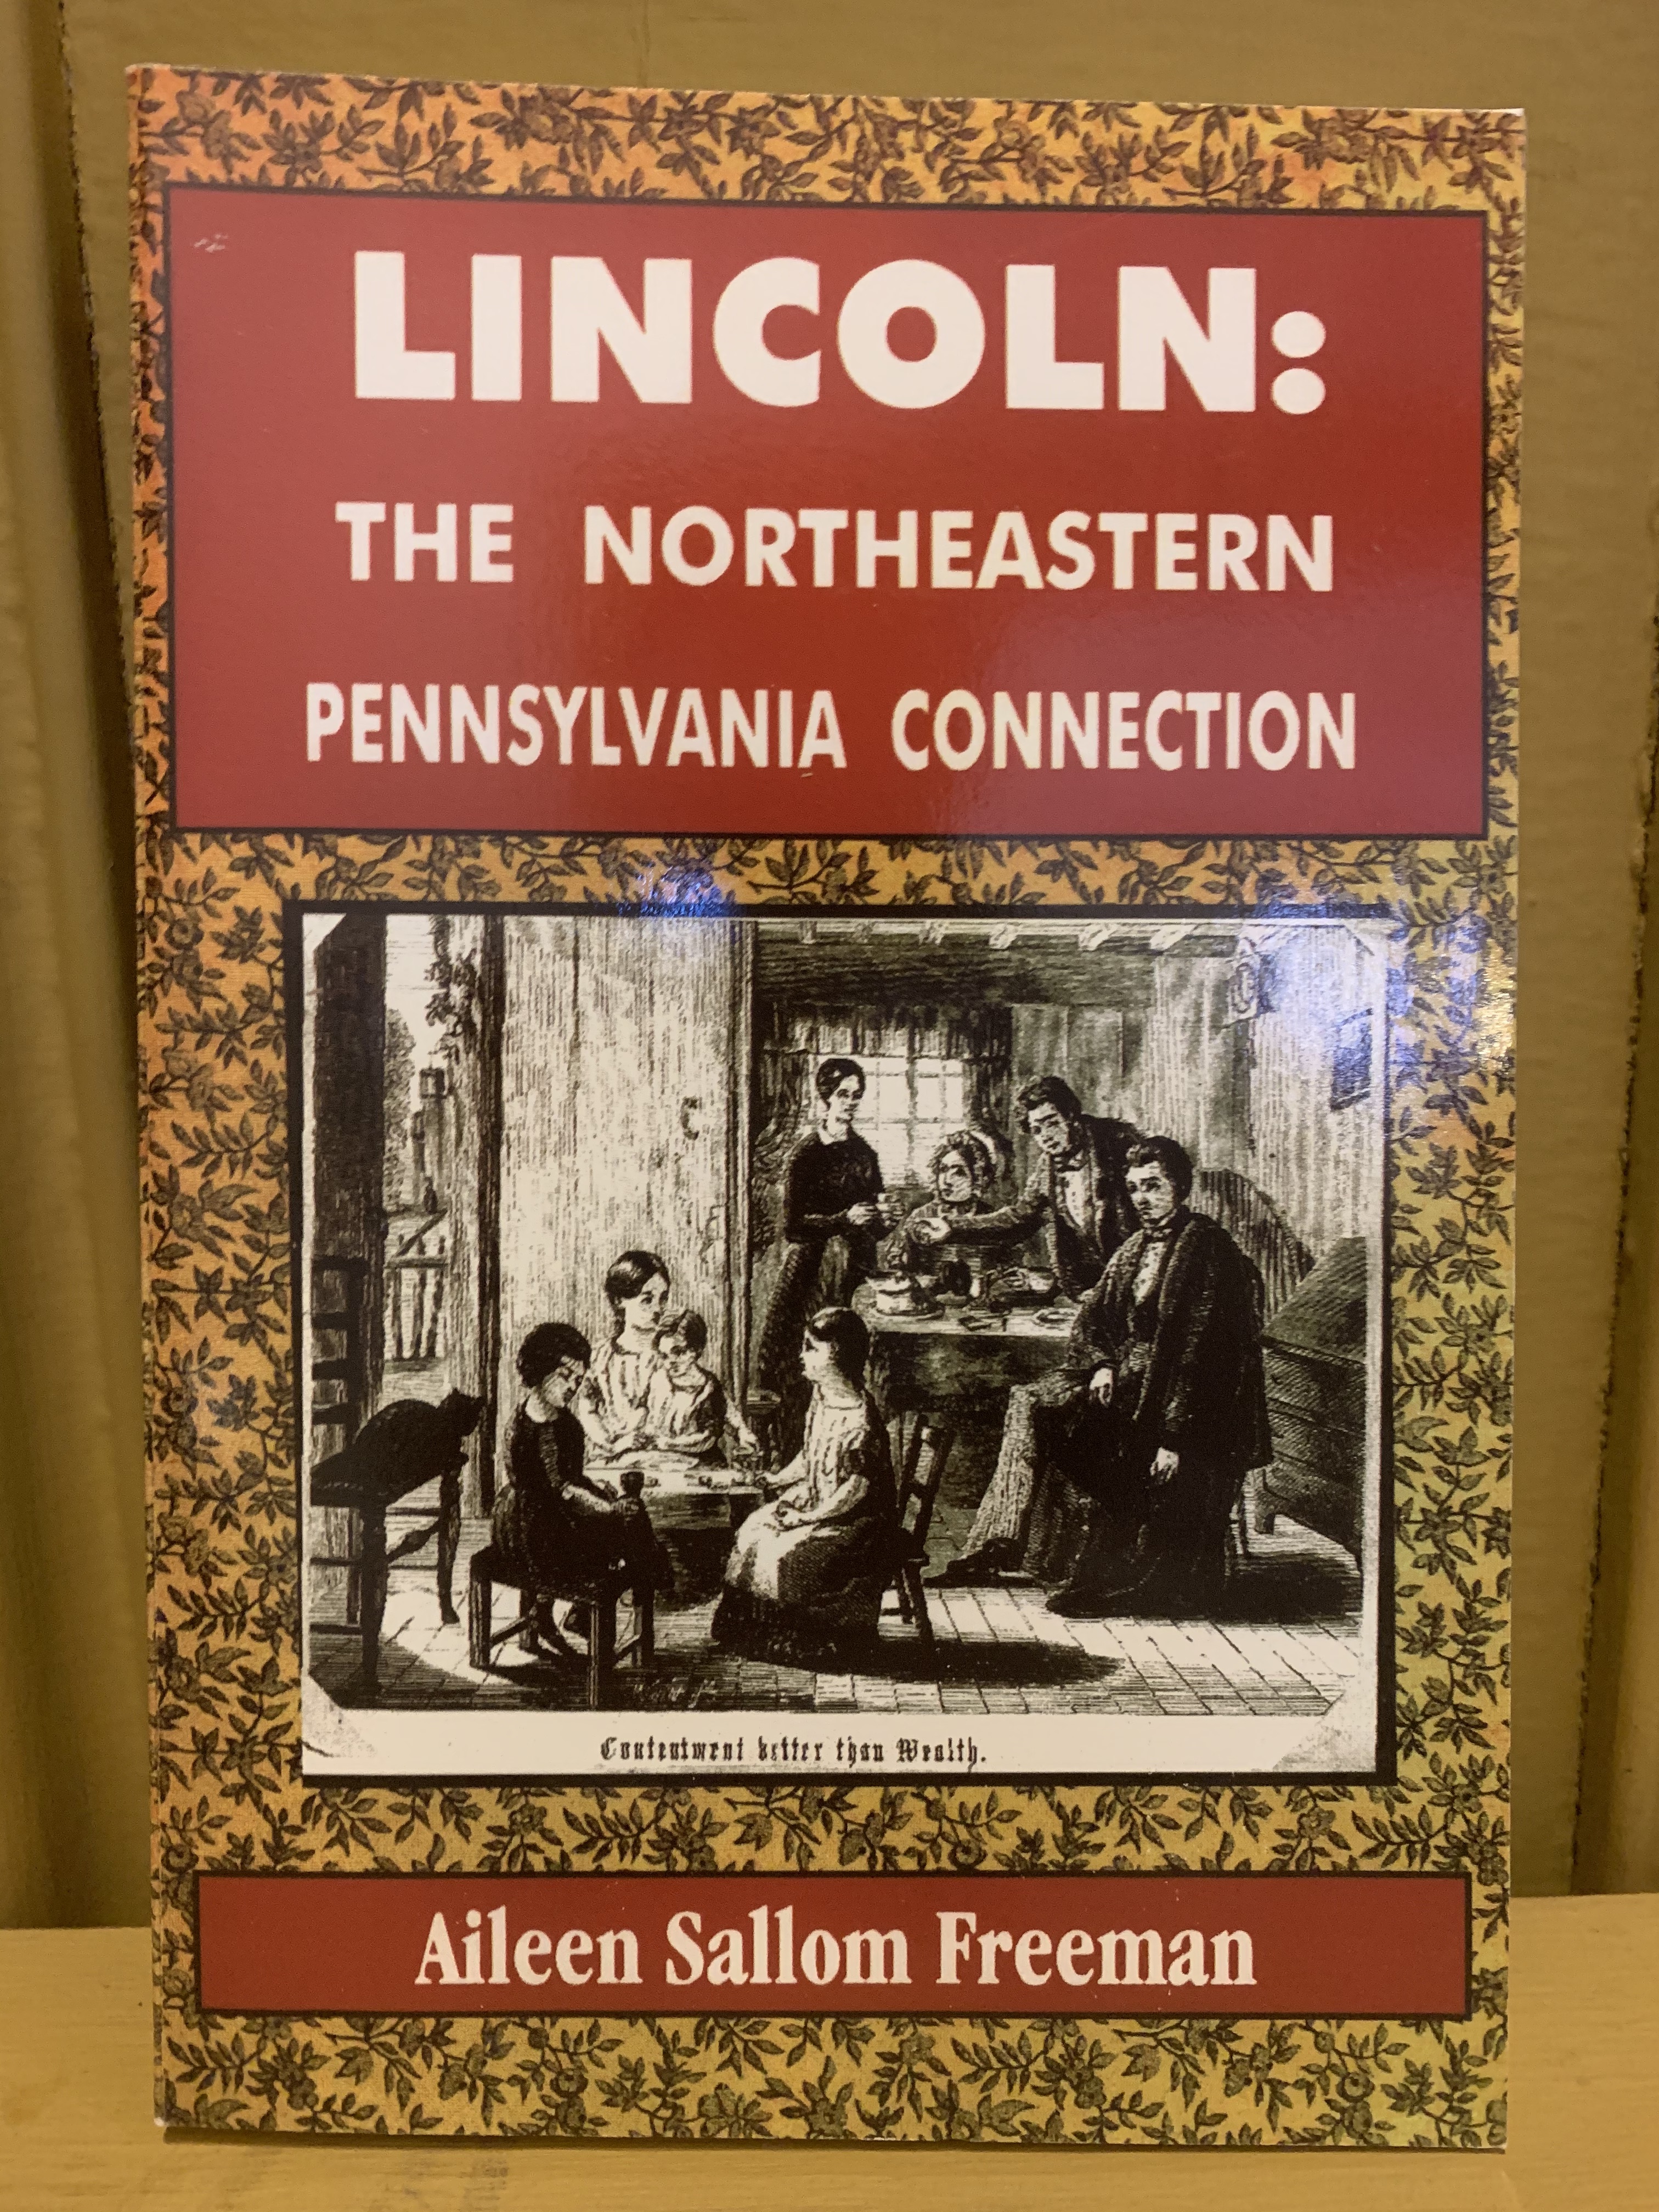 LINCOLN:
THE NORTHEASTERN
PENNSYLVANIA CONNECTION
Contentment better than Wealth.
Aileen Sallom Freeman